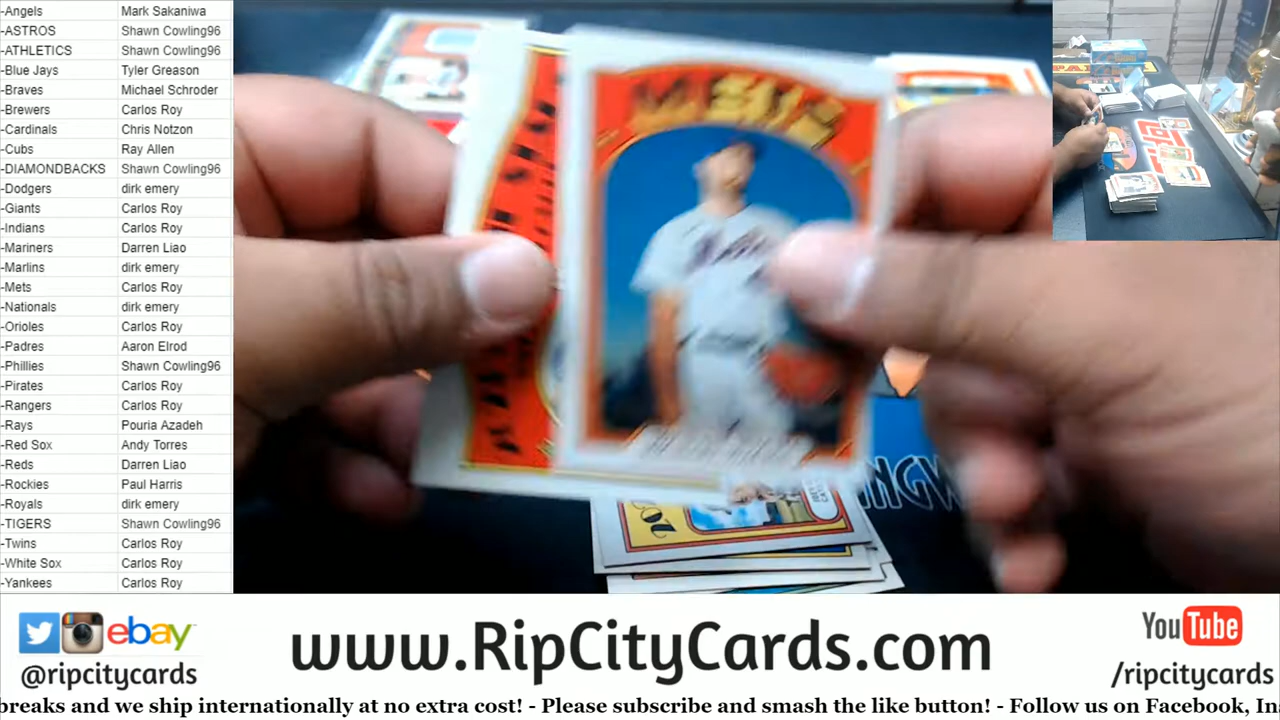 -Angels Mark Sakaniwa
-ASTROS Shawn Cowling96
-ATHLETICS Shawn Cowling96
-Blue Jays Tyler Greason
-Braves Michael Schroder
-Brewers Carlos Roy
-Cardinals Chris Notzon
-Cubs Ray Allen
-DIAMONDBACKS Shawn Cowling96
-Dodgers dirk emery
-Giants Carlos Roy
-Indians Carlos Roy
-Mariners Darren Liao
-Marlins dirk emery
-Mets Carlos Roy
-Nationals dirk emery
-Orioles Carlos Roy
-Padres Aaron Elrod
-Phillies Shawn Cowling96
-Pirates Carlos Roy
-Rangers Carlos Roy
-Rays Pouria Azadeh
-Red Sox Andy Torres
-Reds Darren Liao
-Rockies Paul Harris
-Royals dirk emery
-TIGERS Shawn Cowling96
-Twins Carlos Roy
-White Sox Carlos Roy
-Yankees Carlos Roy
ebay
@ripcitycards
www.RipCityCards.com
YouTube
/ripcitycards
breaks and we ship internationally at no extra cost! - Please subscribe and smash the like button! - Follow us on Facebook, In